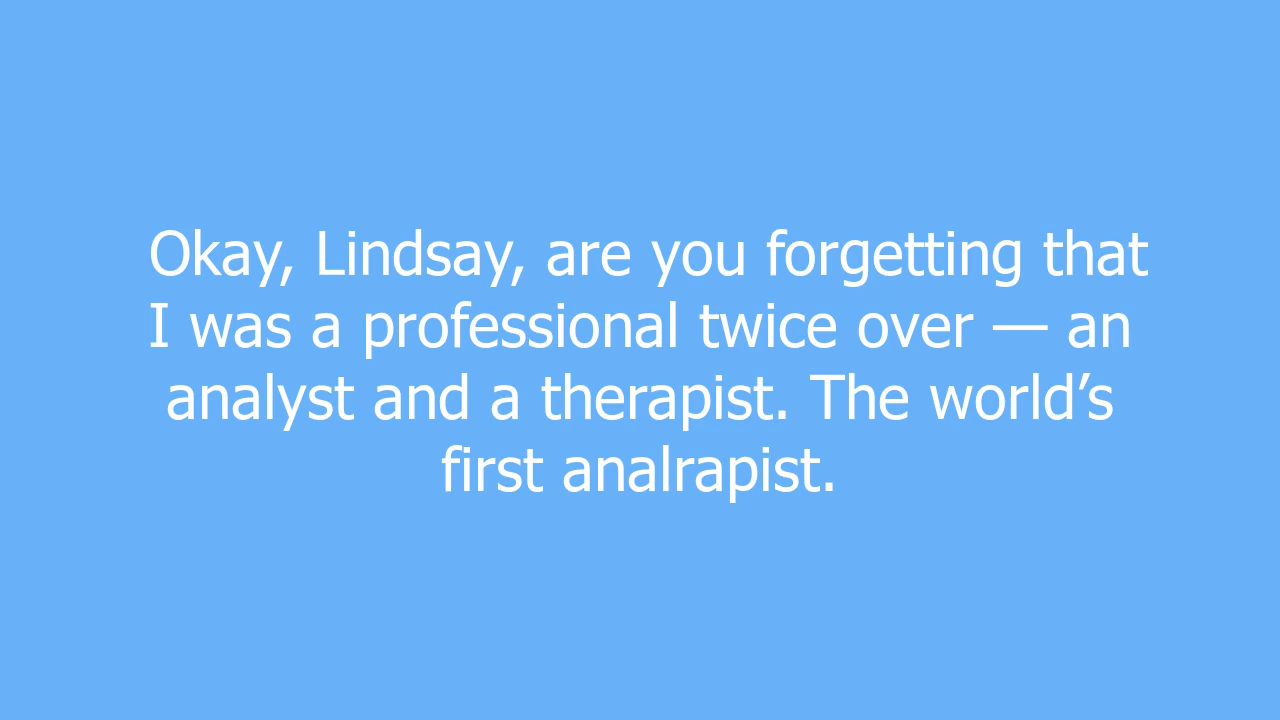 Okay, Lindsay, are you forgetting that
I was a professional twice over — an
analyst and a therapist. The world’s
first analrapist.